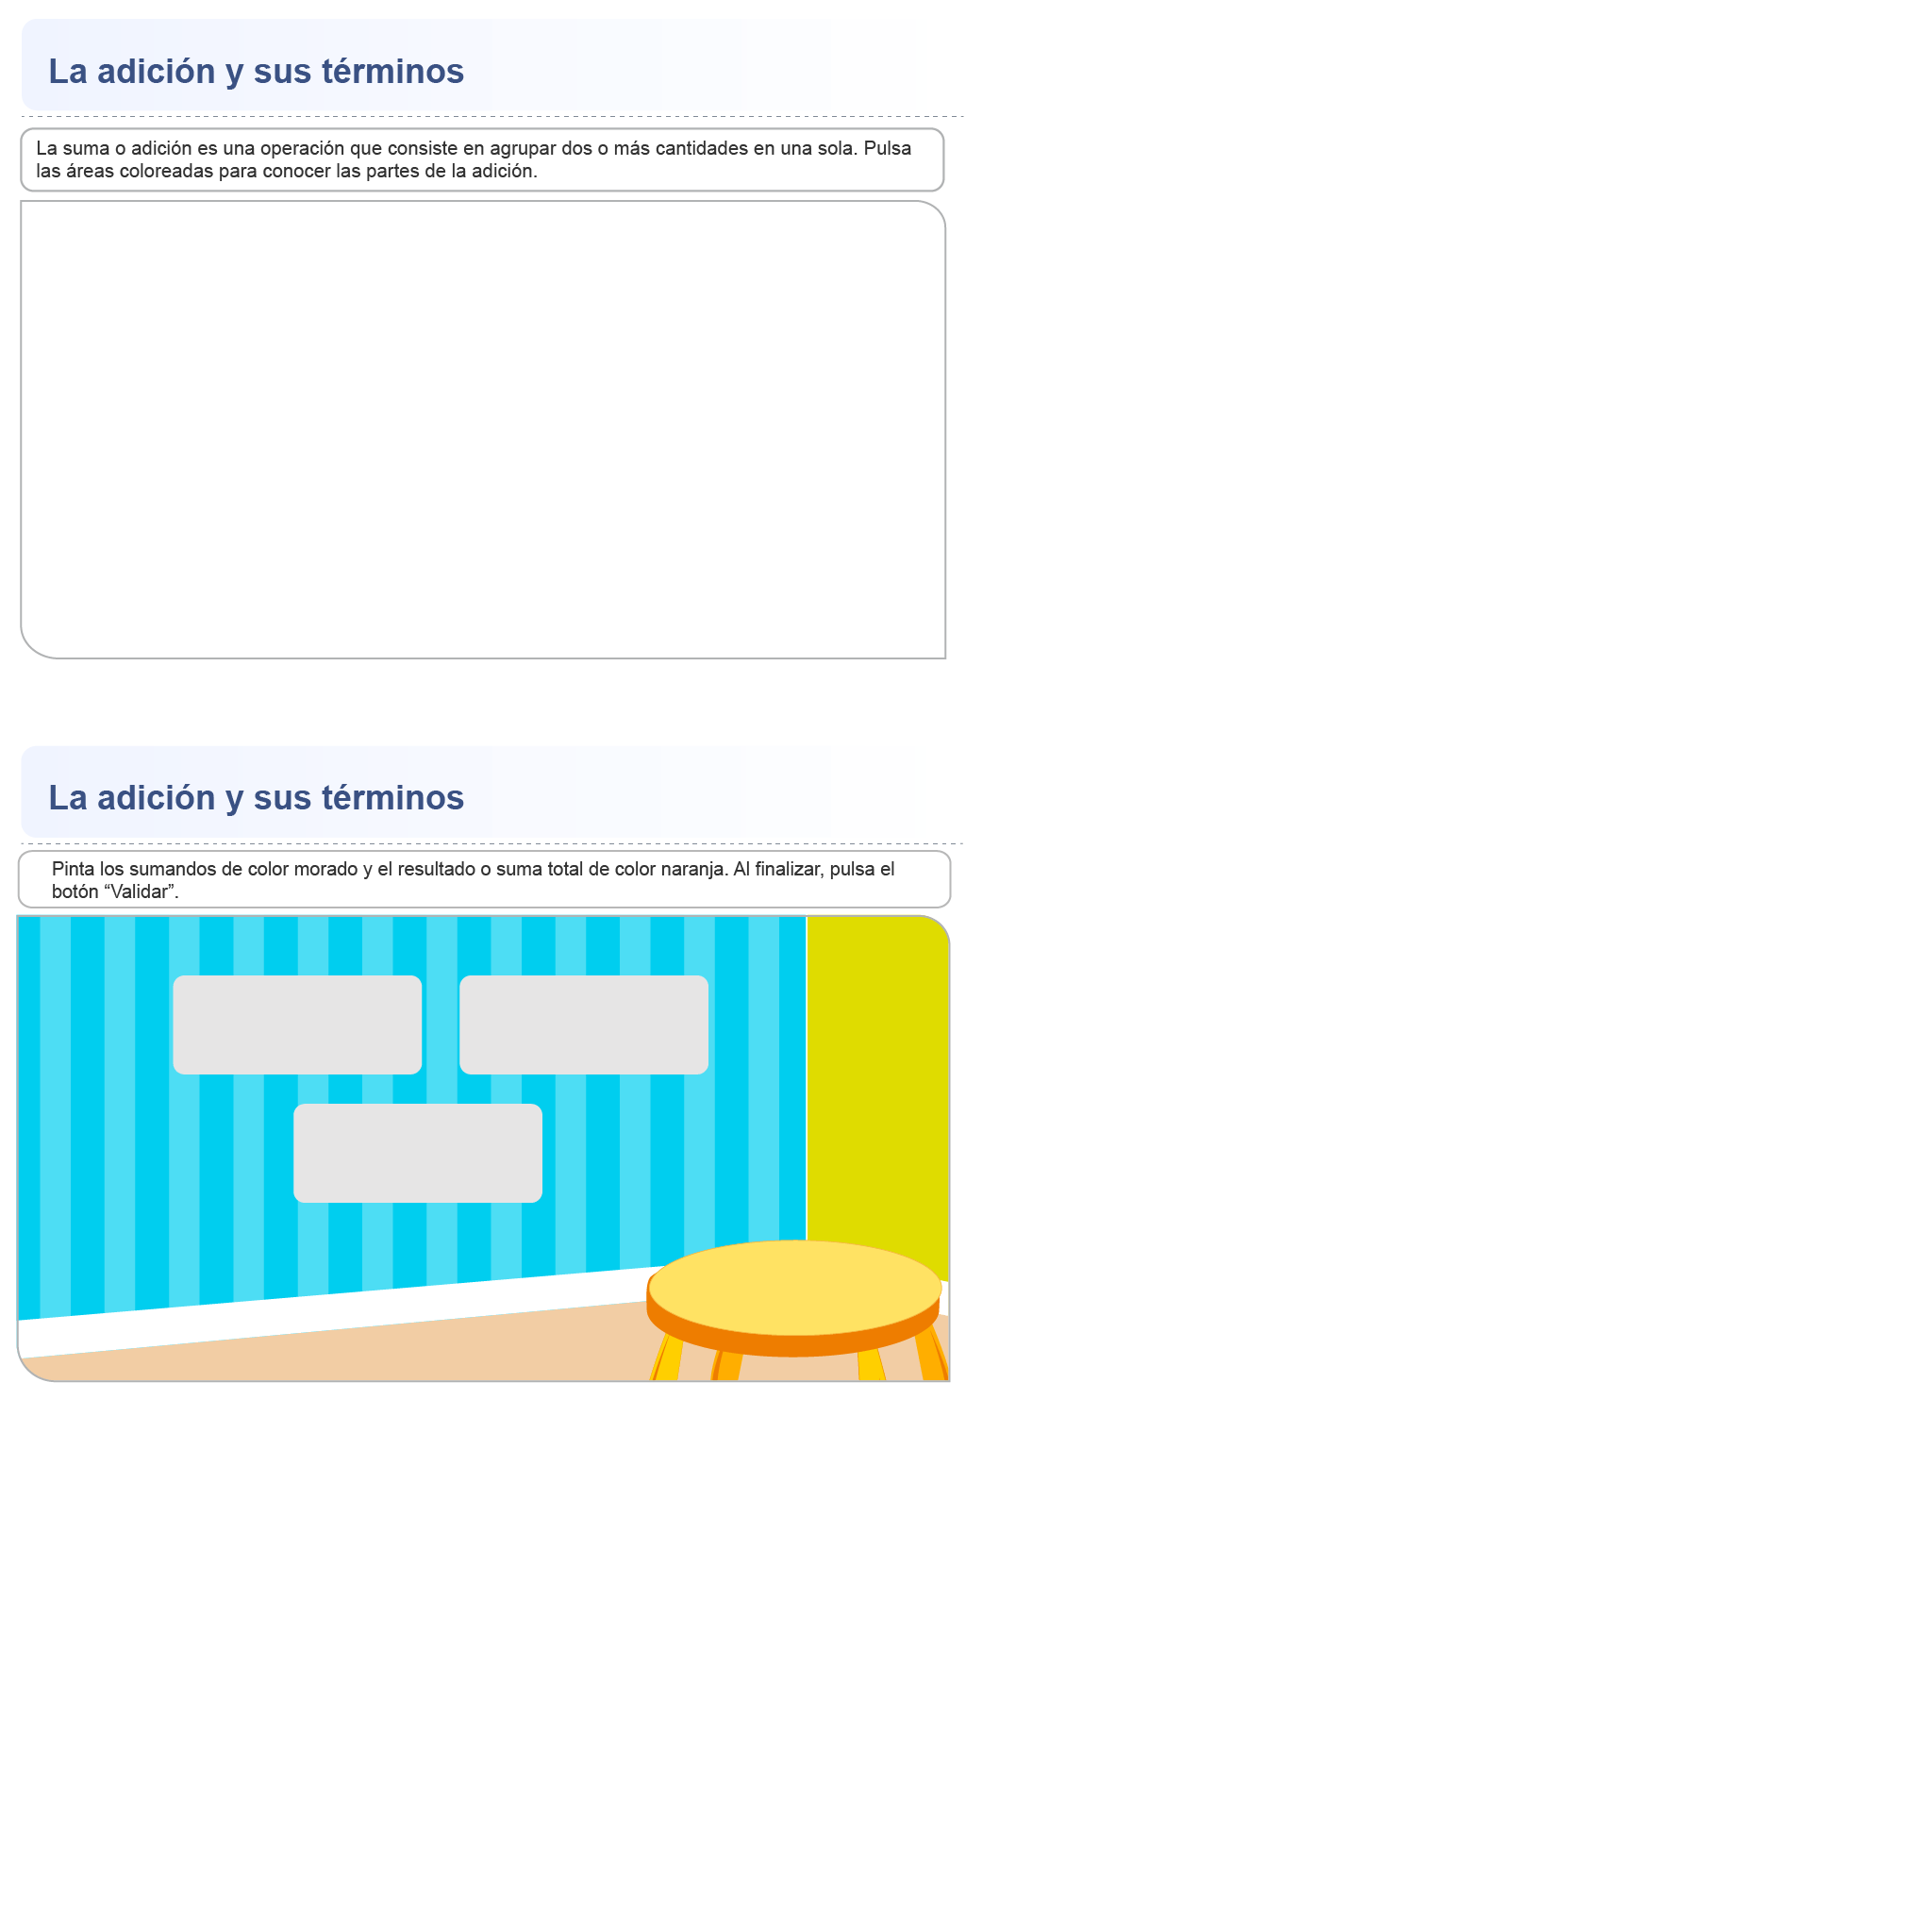 La adición y sus términos
La suma o adición es una operación que consiste en agrupar dos o más cantidades en una sola. Pulsa
las áreas coloreadas para conocer las partes de la adición.
La adición y sus términos
Pinta los sumandos de color morado y el resultado o suma total de color naranja. Al finalizar, pulsa el
botón “Validar”.